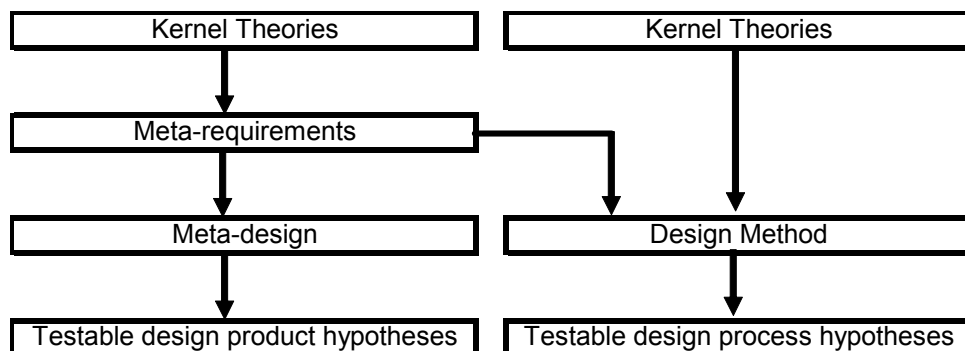 Kernel Theories
Kernel Theories
Meta-requirements
Meta-design
Design Method
Testable design product hypotheses
Testable design process hypotheses